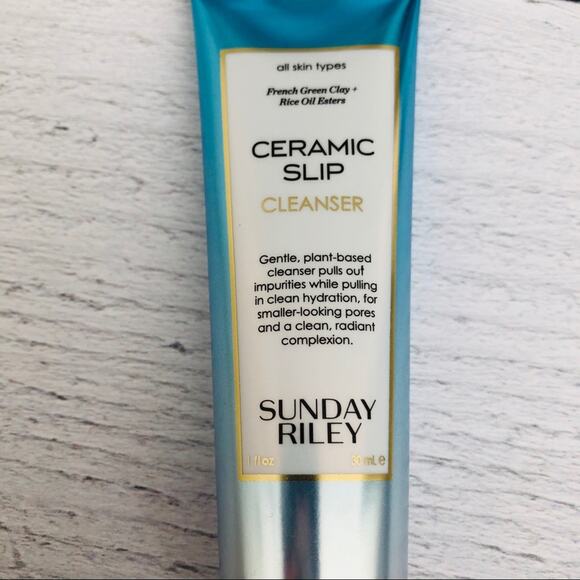 all skin types
French Green Clay +
Rice Oil Esters
CERAMIC
SLIP
CLEANSER
Gentle, plant-based
cleanser pulls out
impurities while pulling
in clean hydration, for
smaller-looking pores
and a clean, radiant
complexion.
SUNDAY
RILEY
1 fl oz 30 mL e